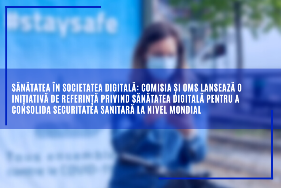 #staysafe
SĂNĂTATEA ÎN SOCIETATEA DIGITALĂ: COMISIA ȘI OMS LANSEAZĂ O
INIȚIATIVĂ DE REFERINȚĂ PRIVIND SĂNĂTATEA DIGITALĂ PENTRU A
CONSOLIDA SECURITATEA SANITARĂ LA NIVEL MONDIAL